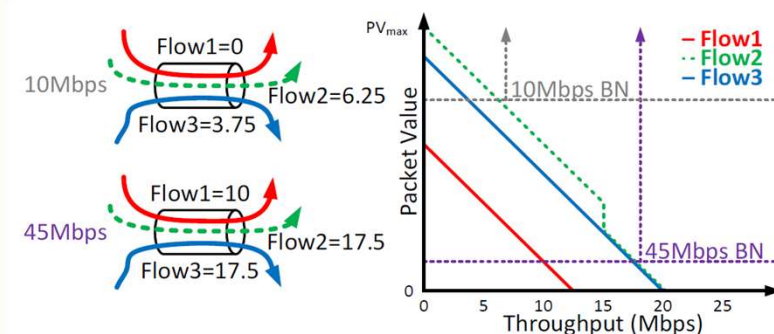 Flow1=0
10Mbps
Flow2=6.25
Flow3=3.75
Flow1=10
45Mbps
Flow2=17.5
Flow3=17.5
PVmax
Flow1
Flow2
Flow3
10Mbps BN
Packet Value
45Mbps BN
0
0 5 10 15 20 25
Throughput (Mbps)